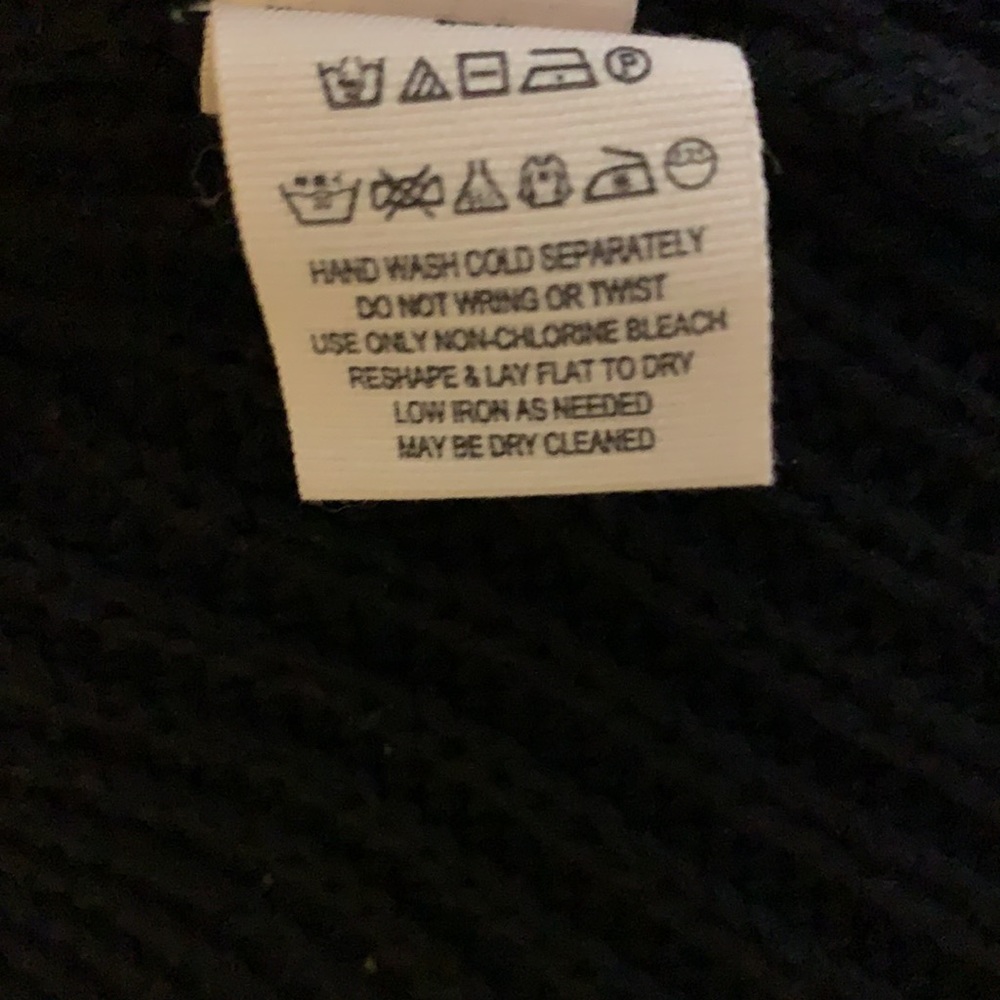 P
HAND WASH COLD SEPARATELY
DO NOT WRING OR TWIST
USE ONLY NON-CHLORINE BLEACH
RESHAPE & LAY FLAT TO DRY
LOW IRON AS NEEDED
MAY BE DRY CLEANED